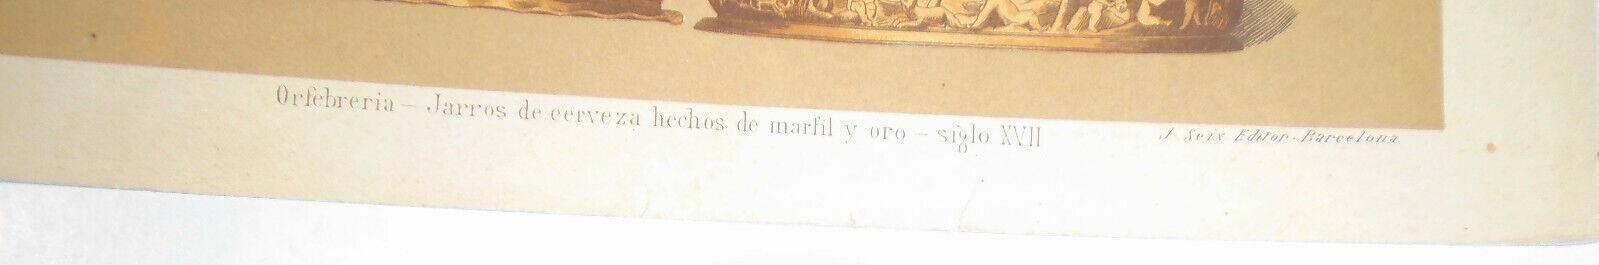 Orfebreria – Jarros de cerveza hechos de marfil y oro – siglo XVII
J. Seix Editor - Barcelona